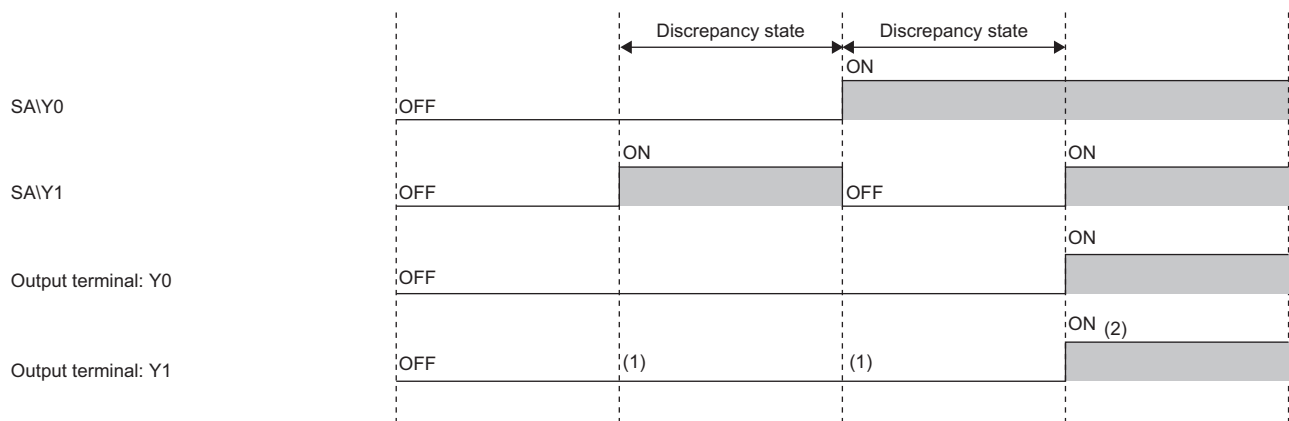 Discrepancy state Discrepancy state
ON
SA\Y0 OFF
ON ON
SA\Y1 OFF OFF
ON
Output terminal: Y0 OFF
ON (2)
Output terminal: Y1 OFF (1) (1)